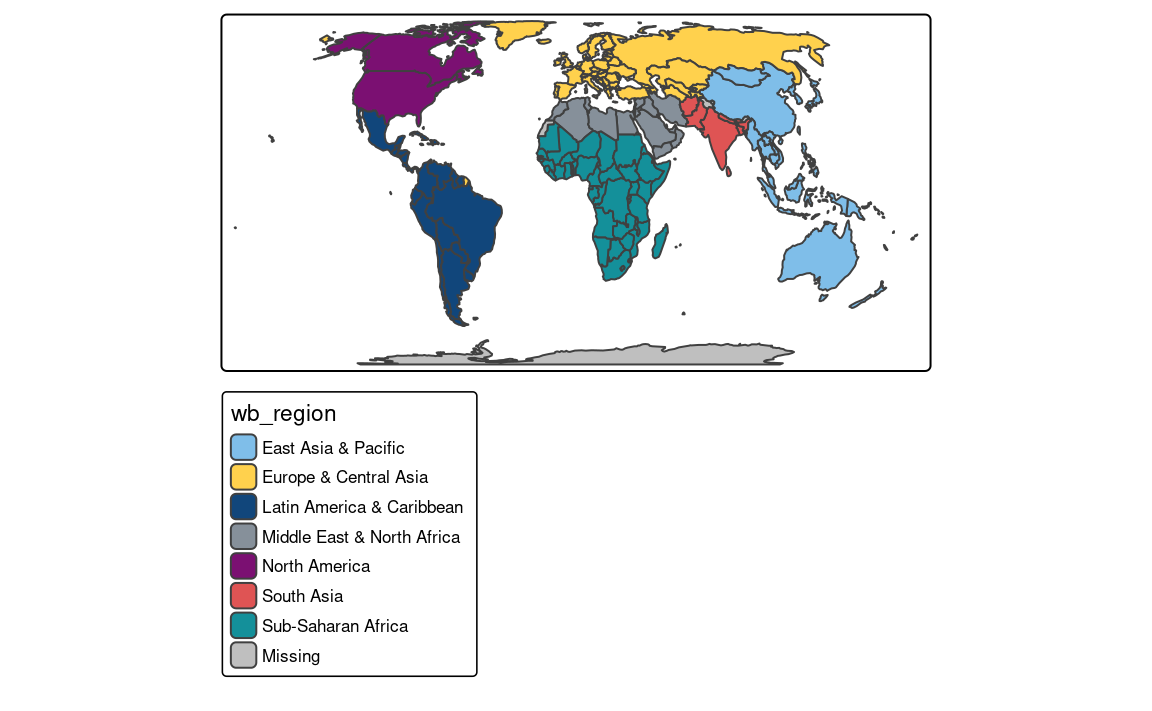 wb_region
East Asia & Pacific
Europe & Central Asia
Latin America & Caribbean
Middle East & North Africa
North America
South Asia
Sub-Saharan Africa
Missing